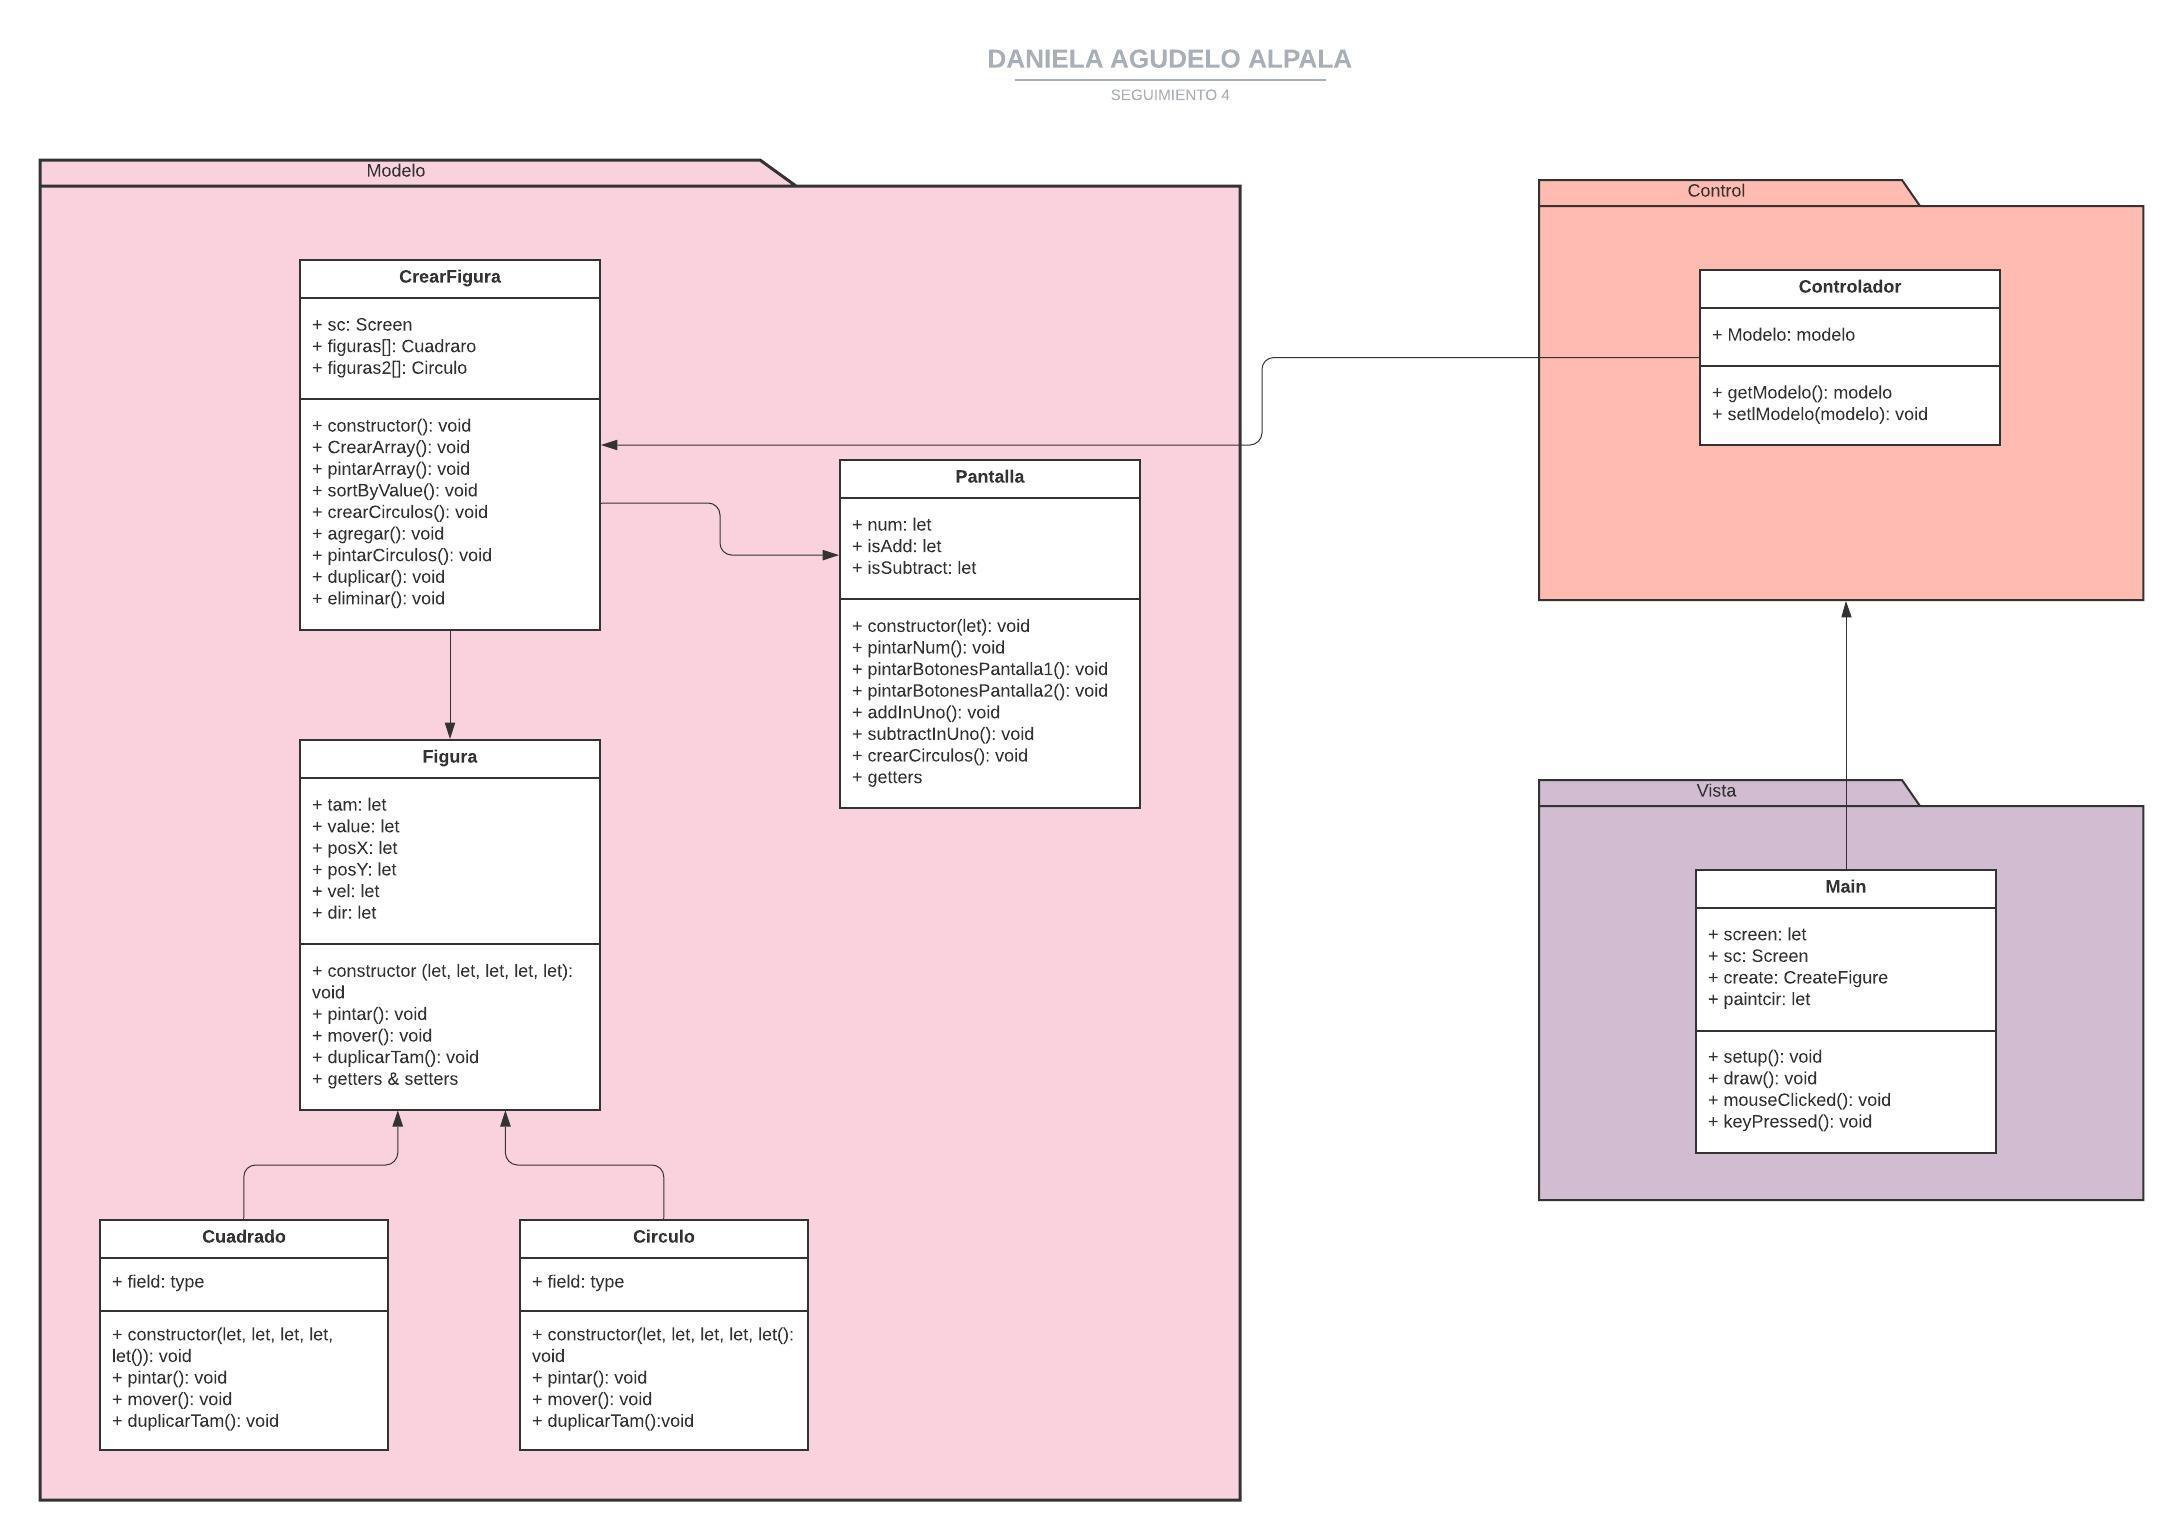 DANIELA AGUDELO ALPALA
SEGUIMIENTO 4
Modelo
CrearFigura
+ sc: Screen
+ figuras[]: Cuadraro
+ figuras2[]: Circulo
+ constructor(): void
+ CrearArray(): void
+ pintarArray(): void
+ sortByValue(): void
+ crearCirculos(): void
+ agregar(): void
+ pintarCirculos(): void
+ duplicar(): void
+ eliminar(): void
Pantalla
+ num: let
+ isAdd: let
+ isSubtract: let
+ constructor(let): void
+ pintarNum(): void
+ pintarBotonesPantalla1(): void
+ pintarBotonesPantalla2(): void
+ addInUno(): void
+ subtractInUno(): void
+ crearCirculos(): void
+ getters
Figura
+ tam: let
+ value: let
+ posX: let
+ posY: let
+ vel: let
+ dir: let
+ constructor (let, let, let, let, let):
void
+ pintar(): void
+ mover(): void
+ duplicarTam(): void
+ getters & setters
Cuadrado
+ field: type
+ constructor(let, let, let, let,
let()): void
+ pintar(): void
+ mover(): void
+ duplicarTam(): void
Circulo
+ field: type
+ constructor(let, let, let, let, let():
void
+ pintar(): void
+ mover(): void
+ duplicarTam():void
Control
Controlador
+ Modelo: modelo
+ getModelo(): modelo
+ setlModelo(modelo): void
Vista
Main
+ screen: let
+ sc: Screen
+ create: CreateFigure
+ paintcir: let
+ setup(): void
+ draw(): void
+ mouseClicked(): void
+ keyPressed(): void